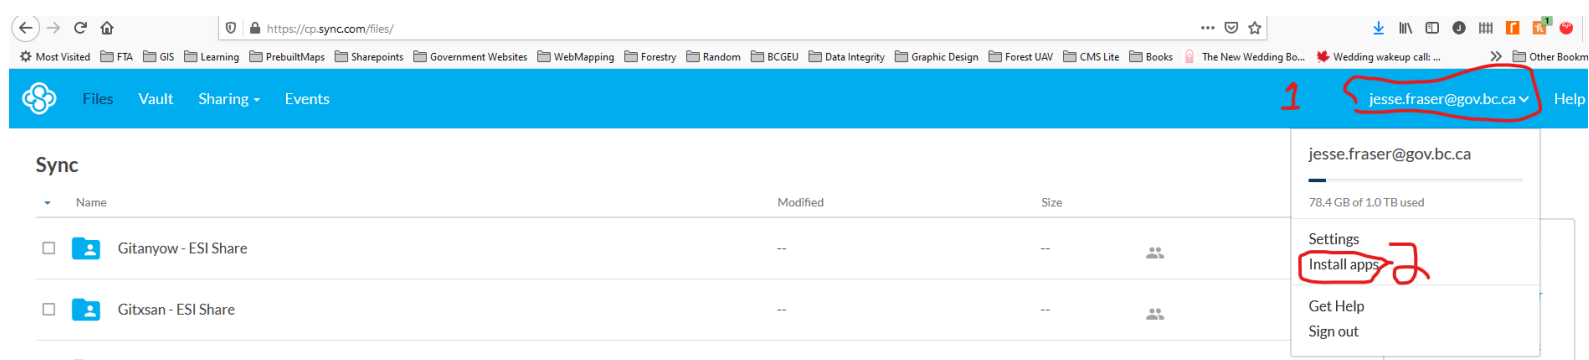 https://cp.sync.com/files/
Most Visited FTA GIS Learning PrebuiltMaps Sharepoints Government Websites WebMapping Forestry Random BCGEU Data Integrity Graphic Design Forest UAV CMS Lite Books The New Wedding Bo... Wedding wakeup call: ... Other Bookm
Files Vault Sharing Events 1 jesse.fraser@gov.bc.ca Help
Sync
jesse.fraser@gov.bc.ca
Name Modified Size
78.4 GB of 1.0 TB used
Gitanyow - ESI Share -- --
Settings
Install apps 2
Gitxsan - ESI Share -- --
Get Help
Sign out